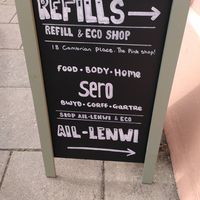 REFILLS
REFILL & ECO SHOP
18 Cambrian Place. The Pink shop!
FOOD • BODY • HOME
sero
BWYD • CORFF • GARTRE
SIOP AIL-LENWI & ECO
AIL-LENWI